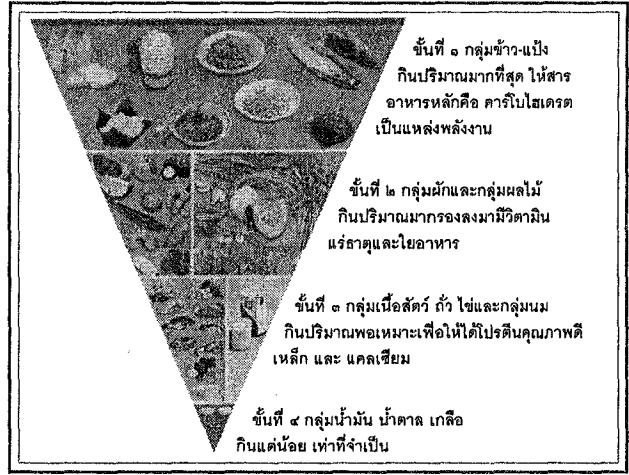 ขั้นที่ ๑ กลุ่มข้าว-แป้ง
กินปริมาณมากที่สุด ให้สาร
อาหารหลักคือ คาร์โบไฮเดรต
เป็นแหล่งพลังงาน
ขั้นที่ ๒ กลุ่มผักและกลุ่มผลไม้
กินปริมาณมากรองลงมามีวิตามิน
แร่ธาตุและใยอาหาร
ขั้นที่ ๓ กลุ่มเนื้อสัตว์ ถั่ว ไข่และกลุ่มนม
กินปริมาณพอเหมาะเพื่อให้ได้โปรตีนคุณภาพดี
เหล็ก และ แคลเซียม
ขั้นที่ ๔ กลุ่มน้ำมัน น้ำตาล เกลือ
กินแต่น้อย เท่าที่จำเป็น